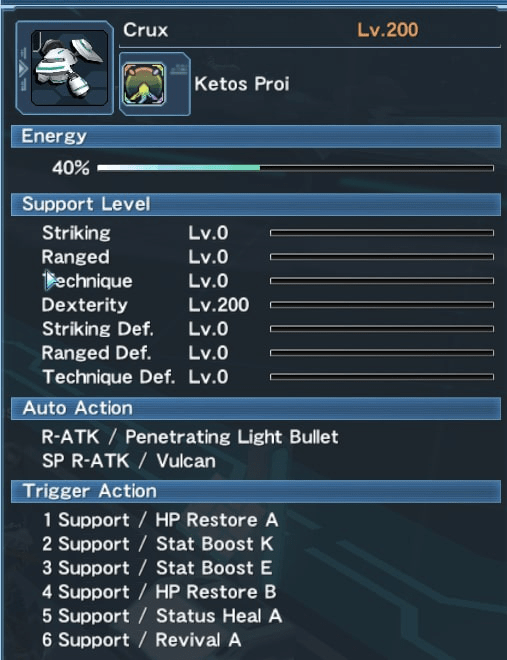 Crux Lv.200
Ketos Proi
Energy
40%
Support Level
Striking Lv.0
Ranged Lv.0
Technique Lv.0
Dexterity Lv.200
Striking Def. Lv.0
Ranged Def. Lv.0
Technique Def. Lv.0
Auto Action
R-ATK / Penetrating Light Bullet
SP R-ATK / Vulcan
Trigger Action
1 Support / HP Restore A
2 Support / Stat Boost K
3 Support / Stat Boost E
4 Support / HP Restore B
5 Support / Status Heal A
6 Support / Revival A